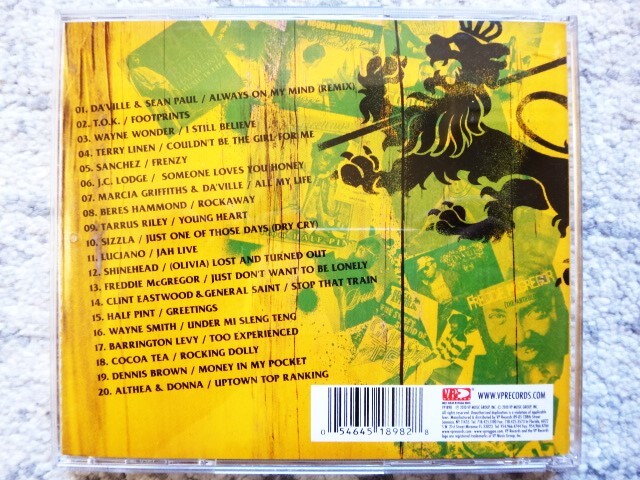 01. DA'VILLE & SEAN PAUL / ALWAYS ON MY MIND (REMIX)
02. T.O.K. / FOOTPRINTS
03. WAYNE WONDER / I STILL BELIEVE
04. TERRY LINEN / COULDN'T BE THE GIRL FOR ME
05. SANCHEZ / FRENZY
06. J.C. LODGE / SOMEONE LOVES YOU HONEY
07. MARCIA GRIFFITHS & DA'VILLE / ALL MY LIFE
08. BERES HAMMOND / ROCKAWAY
09. TARRUS RILEY / YOUNG HEART
10. SIZZLA / JUST ONE OF THOSE DAYS (DRY CRY)
11. LUCIANO / JAH LIVE
12. SHINEHEAD / (OLIVIA) LOST AND TURNED OUT
13. FREDDIE McGREGOR / JUST DON'T WANT TO BE LONELY
14. CLINT EASTWOOD & GENERAL SAINT / STOP THAT TRAIN
15. HALF PINT / GREETINGS
16. WAYNE SMITH / UNDER MI SLENG TENG
17. BARRINGTON LEVY / TOO EXPERIENCED
18. COCOA TEA / ROCKING DOLLY
19. DENNIS BROWN / MONEY IN MY POCKET
20. ALTHEA & DONNA / UPTOWN TOP RANKING
Reggae Anthology
0 54645 18982 8
VP
WWW.VPRECORDS.COM